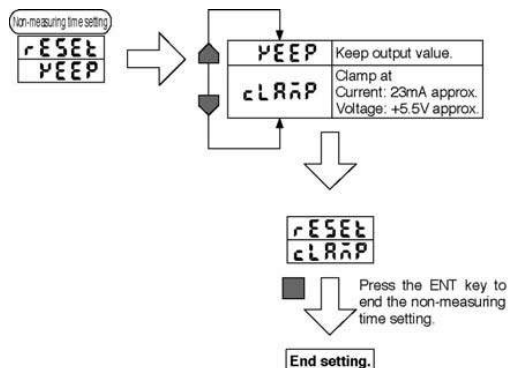 Non-measuring time setting
rESEt
KEEP
KEEP
Keep output value.
cLAmP
Clamp at
Current: 23mA approx.
Voltage: +5.5V approx.
rESEt
cLAmP
Press the ENT key to
end the non-measuring
time setting.
End setting.